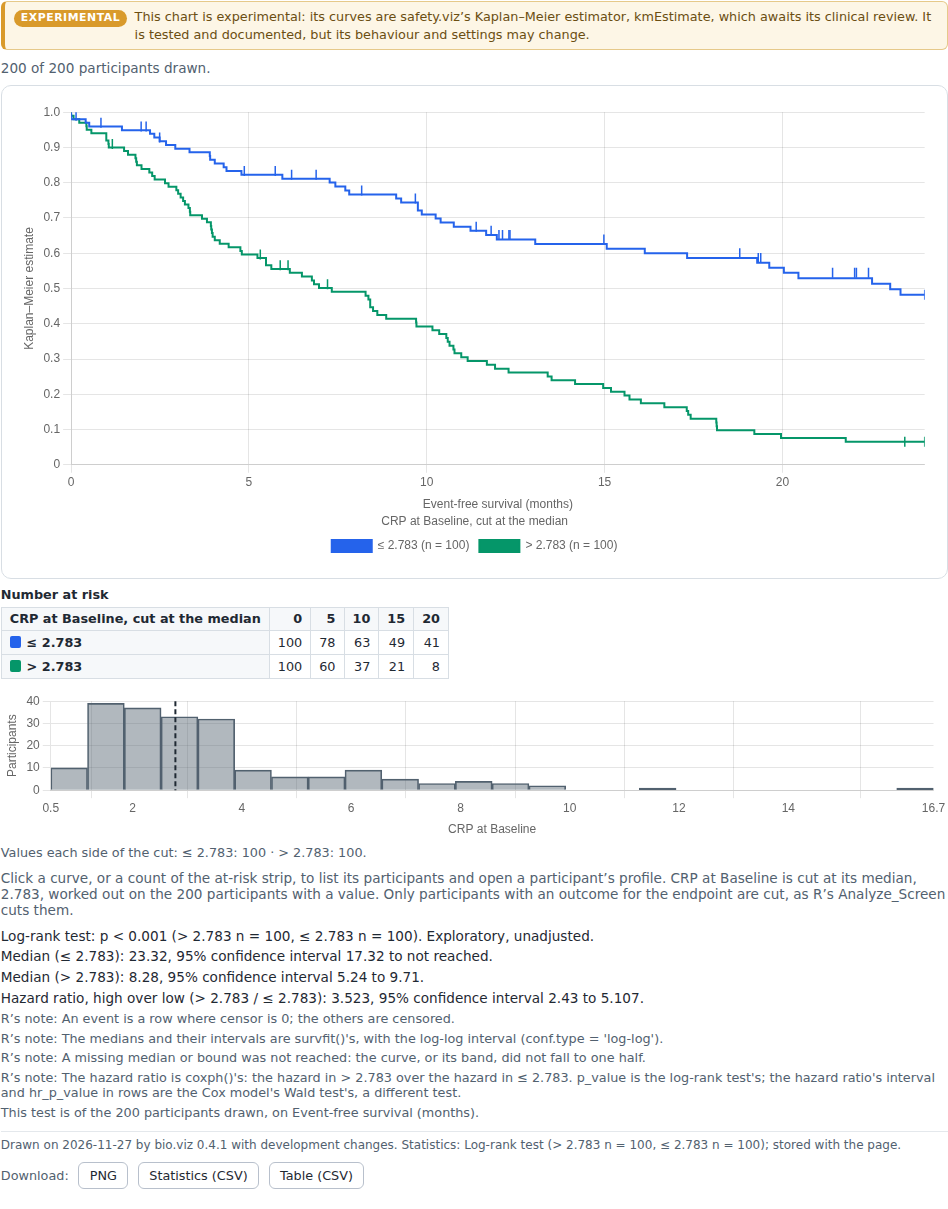 EXPERIMENTAL This chart is experimental: its curves are safety.viz’s Kaplan–Meier estimator, kmEstimate, which awaits its clinical review. It
is tested and documented, but its behaviour and settings may change.
200 of 200 participants drawn.
1.0
0.9
0.8
0.7
0.6
0.5
0.4
0.3
0.2
0.1
0
Kaplan–Meier estimate
0 5 10 15 20
Event-free survival (months)
CRP at Baseline, cut at the median
≤ 2.783 (n = 100) > 2.783 (n = 100)
Number at risk
CRP at Baseline, cut at the median 0 5 10 15 20
≤ 2.783 100 78 63 49 41
> 2.783 100 60 37 21 8
40
30
20
10
0
Participants
0.5 2 4 6 8 10 12 14 16.7
CRP at Baseline
Values each side of the cut: ≤ 2.783: 100 · > 2.783: 100.
Click a curve, or a count of the at-risk strip, to list its participants and open a participant’s profile. CRP at Baseline is cut at its median,
2.783, worked out on the 200 participants with a value. Only participants with an outcome for the endpoint are cut, as R’s Analyze_Screen
cuts them.
Log-rank test: p < 0.001 (> 2.783 n = 100, ≤ 2.783 n = 100). Exploratory, unadjusted.
Median (≤ 2.783): 23.32, 95% confidence interval 17.32 to not reached.
Median (> 2.783): 8.28, 95% confidence interval 5.24 to 9.71.
Hazard ratio, high over low (> 2.783 / ≤ 2.783): 3.523, 95% confidence interval 2.43 to 5.107.
R’s note: An event is a row where censor is 0; the others are censored.
R’s note: The medians and their intervals are survfit()'s, with the log-log interval (conf.type = 'log-log').
R’s note: A missing median or bound was not reached: the curve, or its band, did not fall to one half.
R’s note: The hazard ratio is coxph()'s: the hazard in > 2.783 over the hazard in ≤ 2.783. p_value is the log-rank test's; the hazard ratio's interval
and hr_p_value in rows are the Cox model's Wald test's, a different test.
This test is of the 200 participants drawn, on Event-free survival (months).
Drawn on 2026-11-27 by bio.viz 0.4.1 with development changes. Statistics: Log-rank test (> 2.783 n = 100, ≤ 2.783 n = 100); stored with the page.
Download: PNG Statistics (CSV) Table (CSV)